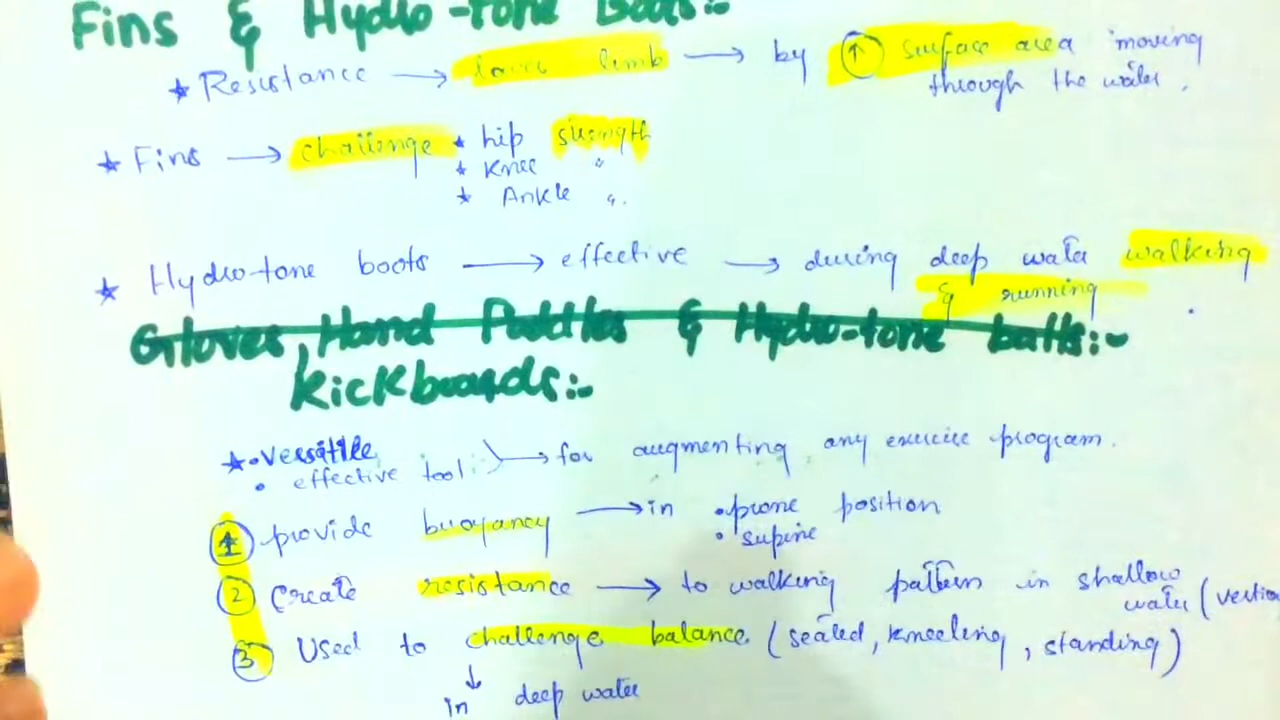 Fins & Hydro-tone Boots:-
★ Resistance → lower limb → by ↑ surface area moving
through the water.
★ Fins → challenge ★ hip strength
★ Knee "
★ Ankle ".
★ Hydro-tone boots → effective → during deep water walking
& running.
Gloves, Hand Paddles & Hydro-tone bells:-
Kickboards:-
★ • Versatile
• effective tool → for augmenting any exercise program.
1 provide buoyancy → in • prone position
• supine
2 Create resistance → to walking pattern in shallow
water (vertic
3 Used to challenge balance (seated, kneeling, standing)
↓
in deep water